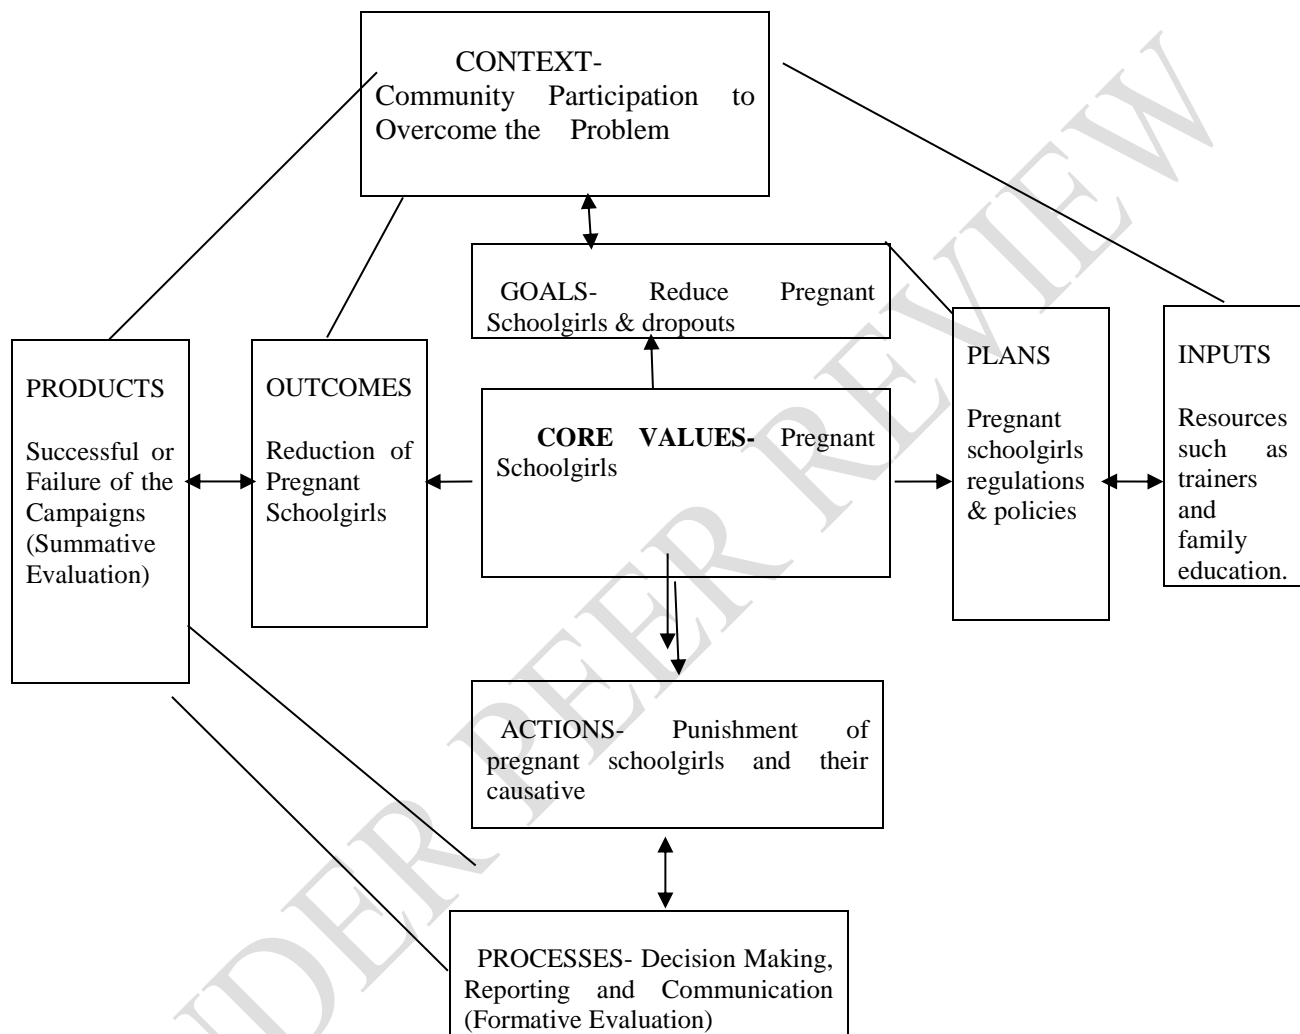 CONTEXT-
Community Participation to
Overcome the Problem
GOALS- Reduce Pregnant
Schoolgirls & dropouts
PRODUCTS
Successful or
Failure of the
Campaigns
(Summative
Evaluation)
OUTCOMES
Reduction of
Pregnant
Schoolgirls
CORE VALUES- Pregnant
Schoolgirls
PLANS
Pregnant
schoolgirls
regulations
& policies
INPUTS
Resources
such as
trainers
and
family
education.
ACTIONS- Punishment of
pregnant schoolgirls and their
causative
PROCESSES- Decision Making,
Reporting and Communication
(Formative Evaluation)
NDER PEER REVIEW